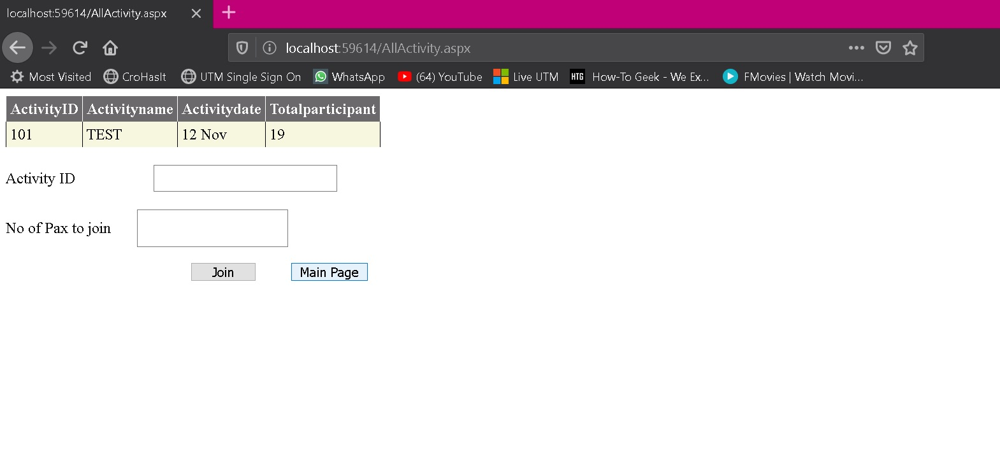 localhost:59614/AllActivity.aspx
localhost:59614/AllActivity.aspx
Most Visited CroHasIt UTM Single Sign On WhatsApp (64) YouTube Live UTM HTG How-To Geek - We Ex... FMovies | Watch Movi...
ActivityID Activityname Activitydate Totalparticipant
101 TEST 12 Nov 19
Activity ID
No of Pax to join
Join Main Page